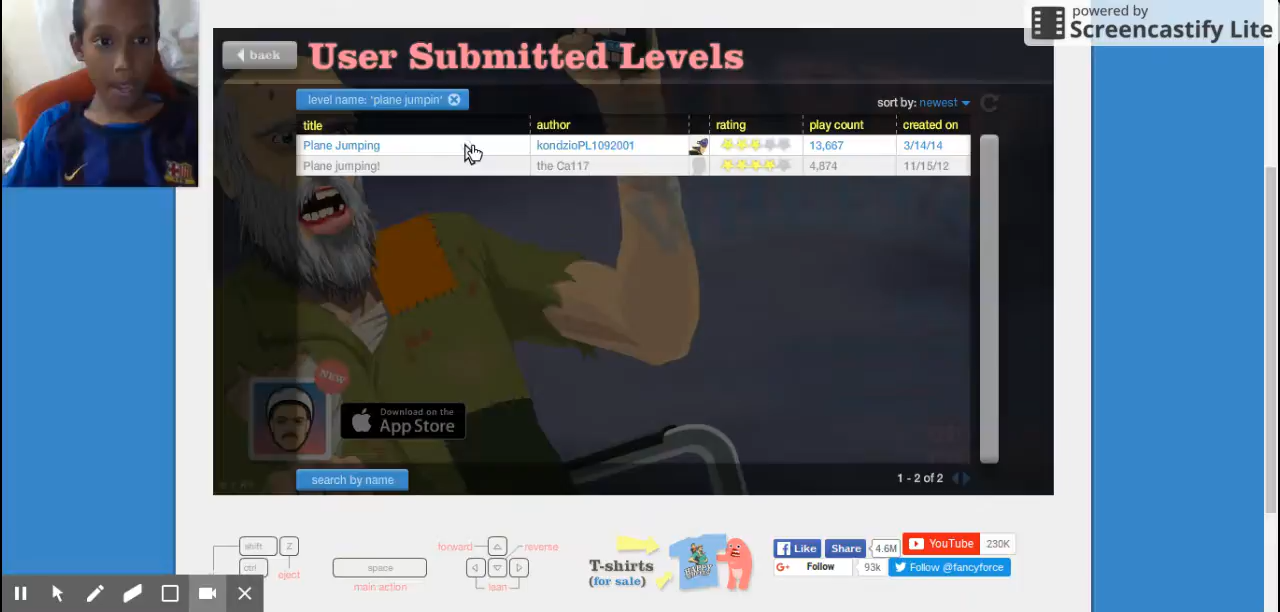 powered by
Screencastify Lite
back
User Submitted Levels
level name: 'plane jumpin'
sort by: newest
title author rating play count created on
Plane Jumping kondzioPL1092001 13,667 3/14/14
Plane jumping! the Ca117 4,874 11/15/12
NEW
Download on the
App Store
search by name
1 - 2 of 2
shift Z
ctrl eject
space
main action
forward reverse
lean
T-shirts
(for sale)
Like Share 4.6M YouTube 230K
G+ Follow 93k Follow @fancyforce